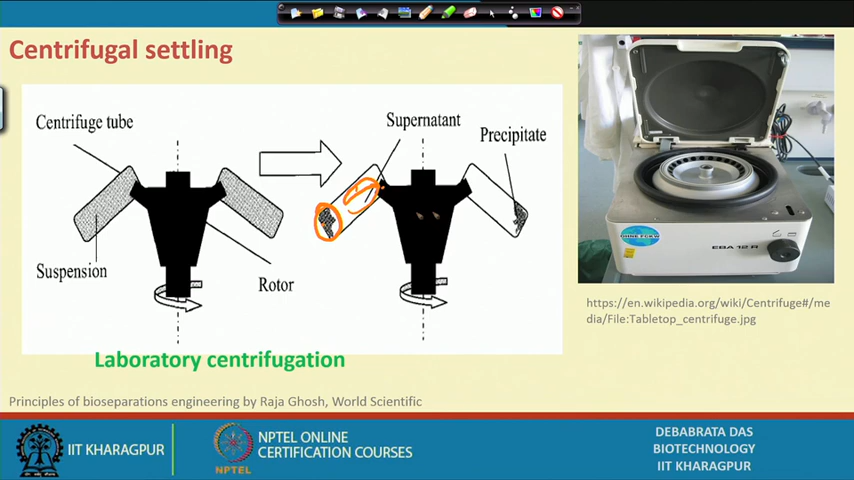 Centrifugal settling
Centrifuge tube
Suspension
Rotor
Supernatant
Precipitate
Laboratory centrifugation
EBA 12 R
https://en.wikipedia.org/wiki/Centrifuge#/me
dia/File:Tabletop_centrifuge.jpg
Principles of bioseparations engineering by Raja Ghosh, World Scientific
IIT KHARAGPUR
NPTEL
NPTEL ONLINE
CERTIFICATION COURSES
DEBABRATA DAS
BIOTECHNOLOGY
IIT KHARAGPUR